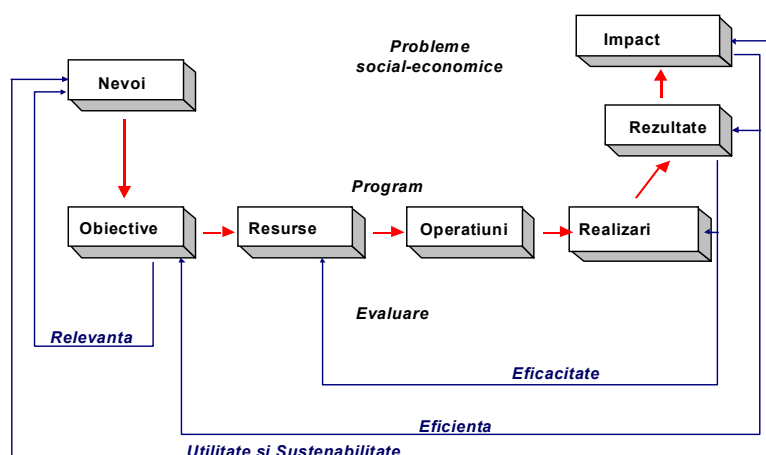 Impact
Probleme
social-economice
Nevoi
Rezultate
Program
Obiective
Resurse
Operatiuni
Realizari
Evaluare
Relevanta
Eficacitate
Eficienta
Utilitate si Sustenabilitate